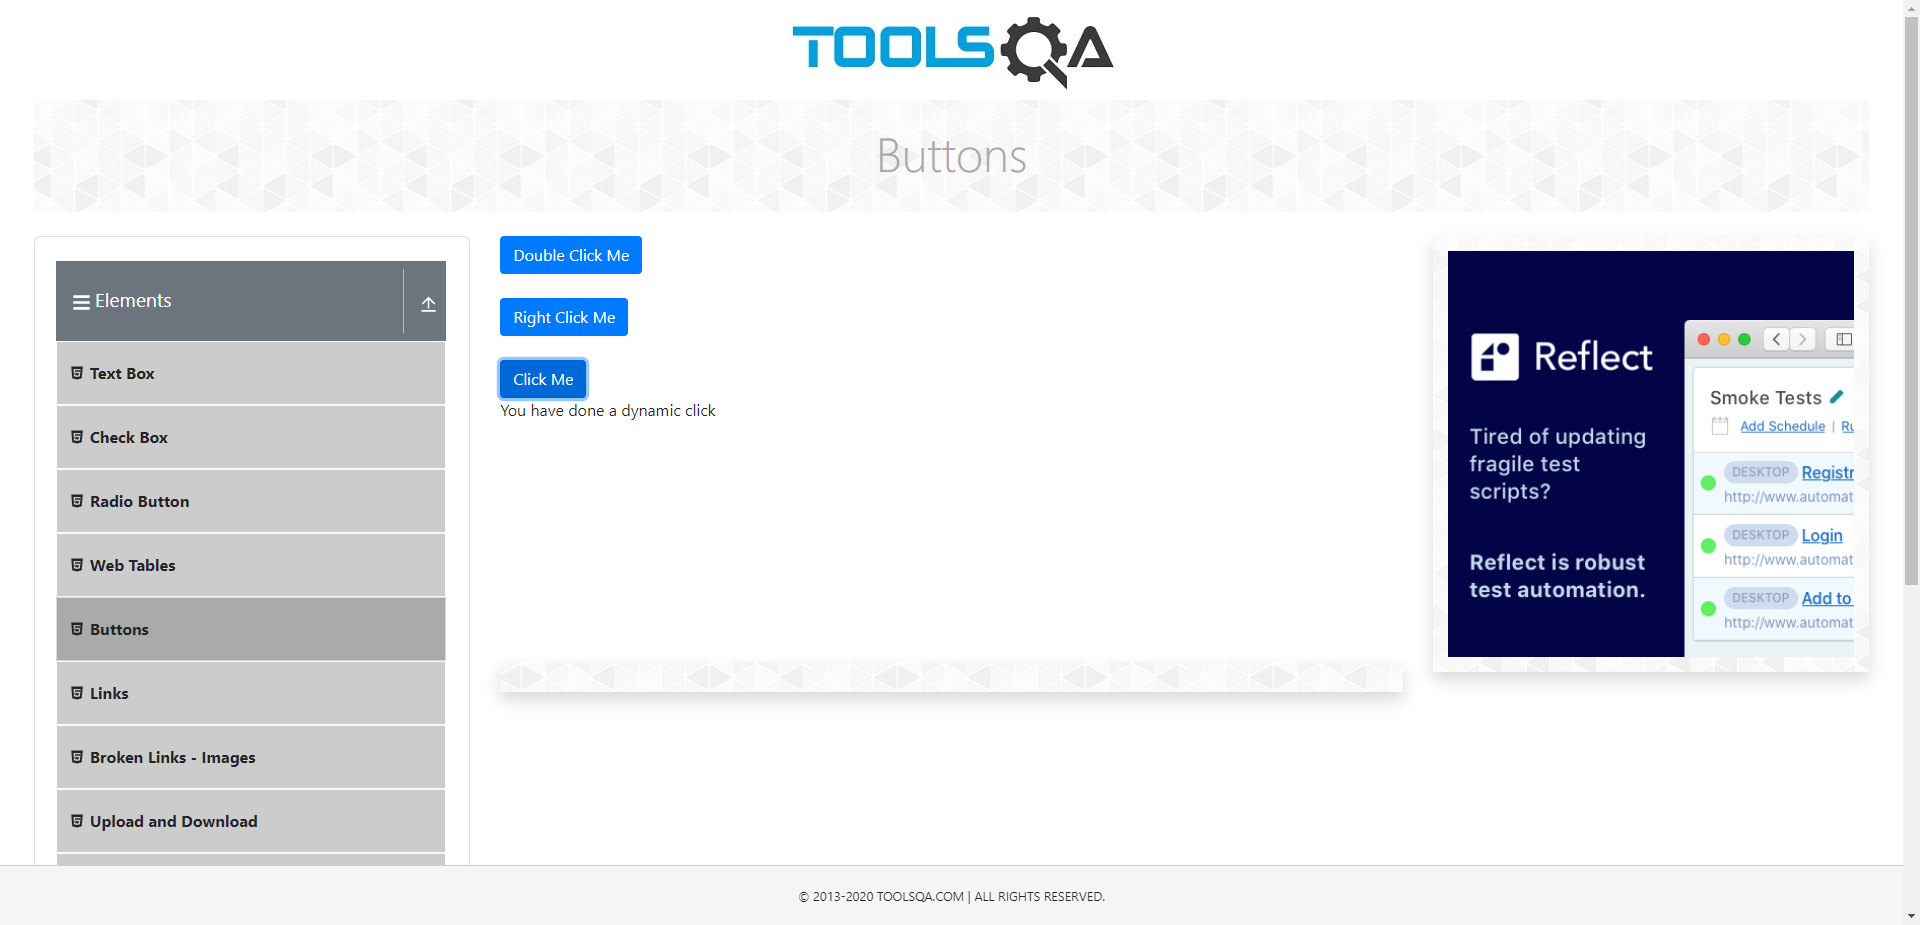 TOOLSQA
Buttons
Elements
Text Box
Check Box
Radio Button
Web Tables
Buttons
Links
Broken Links - Images
Upload and Download
Double Click Me
Right Click Me
Click Me
You have done a dynamic click
Reflect
Tired of updating
fragile test
scripts?
Reflect is robust
test automation.
Smoke Tests
Add Schedule | Ru
DESKTOP Registr
http://www.automat
DESKTOP Login
http://www.automat
DESKTOP Add to
http://www.automat
© 2013-2020 TOOLSQA.COM | ALL RIGHTS RESERVED.